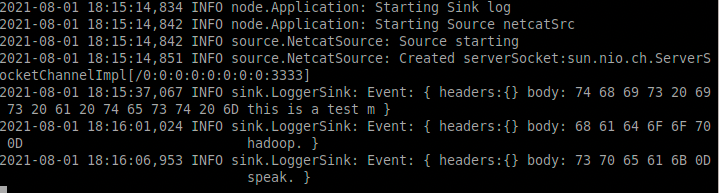 2021-08-01 18:15:14,834 INFO node.Application: Starting Sink log
2021-08-01 18:15:14,842 INFO node.Application: Starting Source netcatSrc
2021-08-01 18:15:14,842 INFO source.NetcatSource: Source starting
2021-08-01 18:15:14,851 INFO source.NetcatSource: Created serverSocket:sun.nio.ch.ServerS
ocketChannelImpl[/0:0:0:0:0:0:0:0:3333]
2021-08-01 18:15:37,067 INFO sink.LoggerSink: Event: { headers:{} body: 74 68 69 73 20 69
 73 20 61 20 74 65 73 74 20 6D this is a test m }
2021-08-01 18:16:01,024 INFO sink.LoggerSink: Event: { headers:{} body: 68 61 64 6F 6F 70
 0D                            hadoop. }
2021-08-01 18:16:06,953 INFO sink.LoggerSink: Event: { headers:{} body: 73 70 65 61 6B 0D
                               speak. }